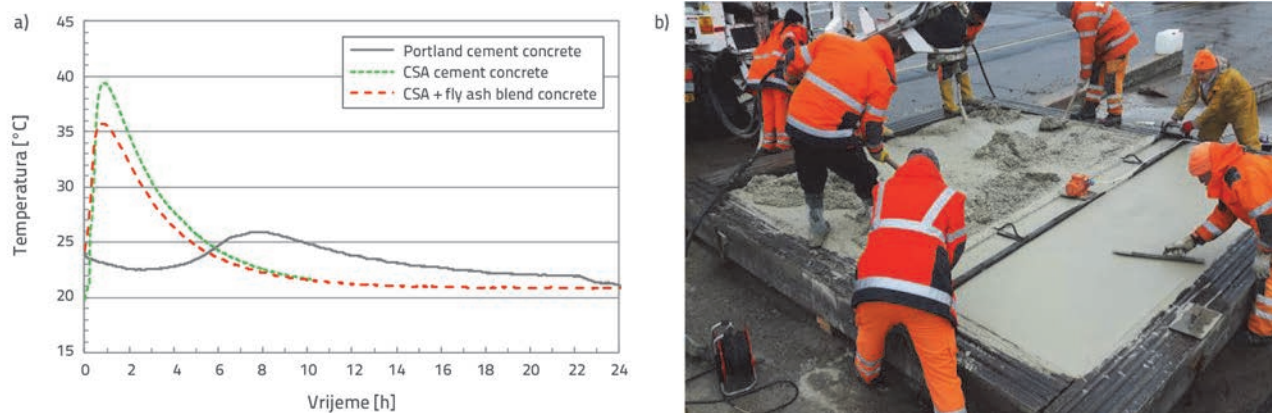 a)
45
40
35
30
25
20
15
Temperatura [°C]
Portland cement concrete
CSA cement concrete
CSA + fly ash blend concrete
0 2 4 6 8 10 12 14 16 18 20 22 24
Vrijeme [h]
b)